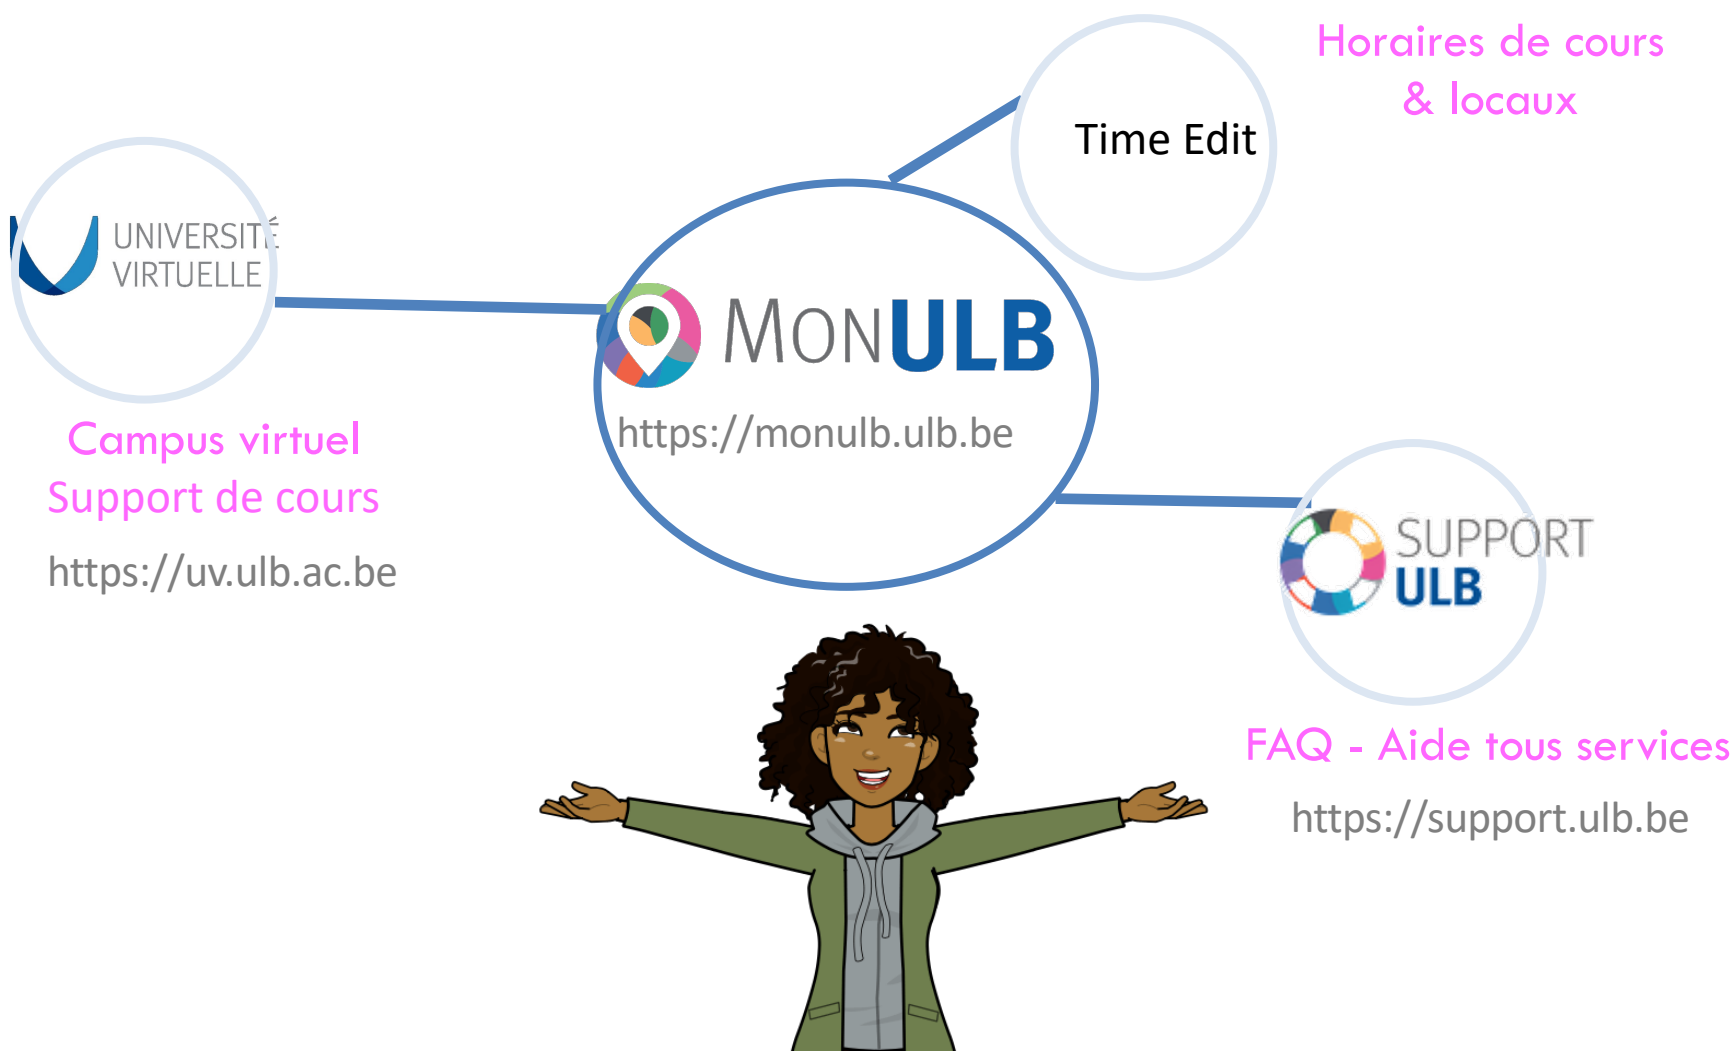 Horaires de cours
& locaux
Time Edit
UNIVERSITÉ
VIRTUELLE
MONULB
https://monulb.ulb.be
Campus virtuel
Support de cours
https://uv.ulb.ac.be
SUPPORT
ULB
FAQ - Aide tous services
https://support.ulb.be